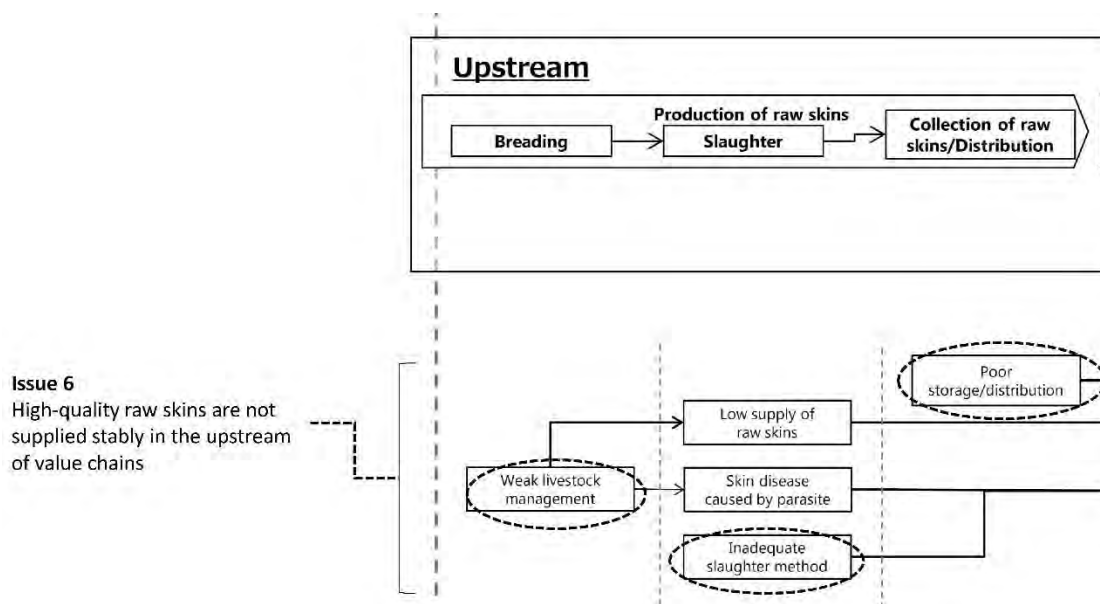 Upstream
Production of raw skins
Breading
Slaughter
Collection of raw
skins/Distribution
Issue 6
High-quality raw skins are not
supplied stably in the upstream
of value chains
Poor
storage/distribution
Low supply of
raw skins
Weak livestock
management
Skin disease
caused by parasite
Inadequate
slaughter method